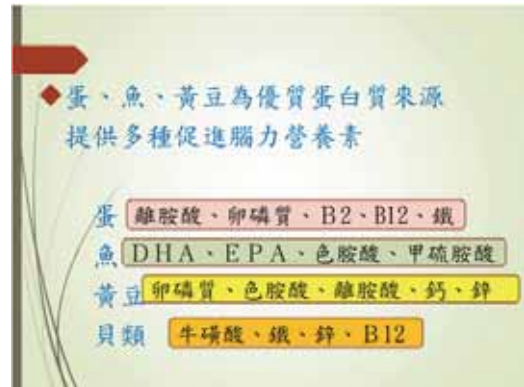 蛋、魚、黃豆為優質蛋白質來源
提供多種促進腦力營養素
蛋 離胺酸、卵磷質、B2、B12、鐵
魚 DHA、EPA、色胺酸、甲硫胺酸
黃豆 卵磷質、色胺酸、離胺酸、鈣、鋅
貝類 牛磺酸、鐵、鋅、B12